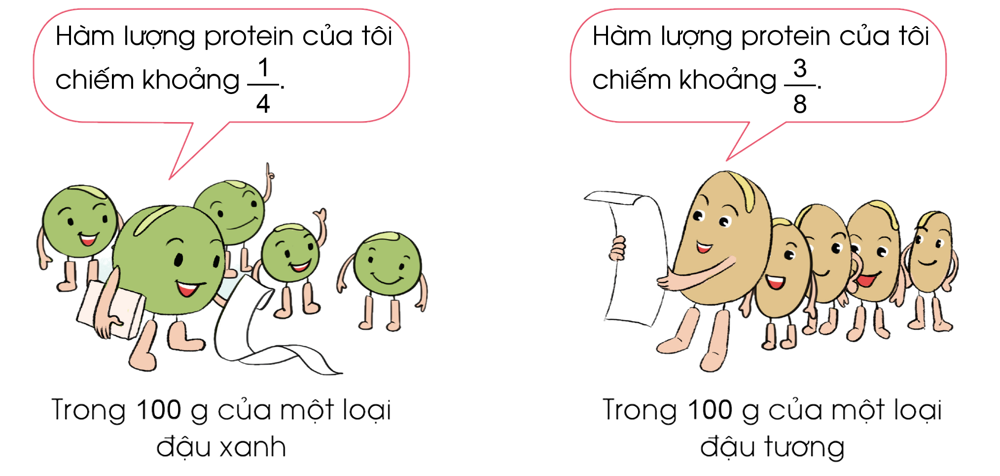 Hàm lượng protein của tôi
chiếm khoảng 1/4.
Hàm lượng protein của tôi
chiếm khoảng 3/8.
Trong 100 g của một loại
đậu xanh
Trong 100 g của một loại
đậu tương